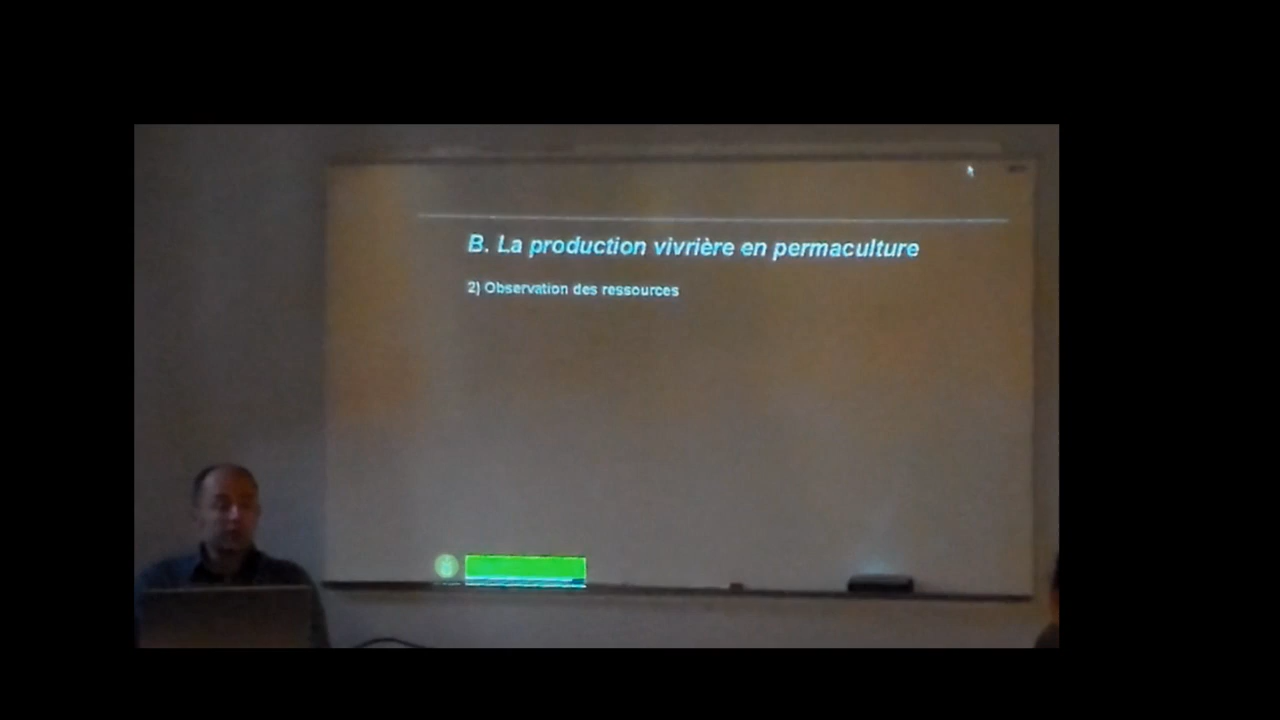 B. La production vivrière en permaculture
2) Observation des ressources